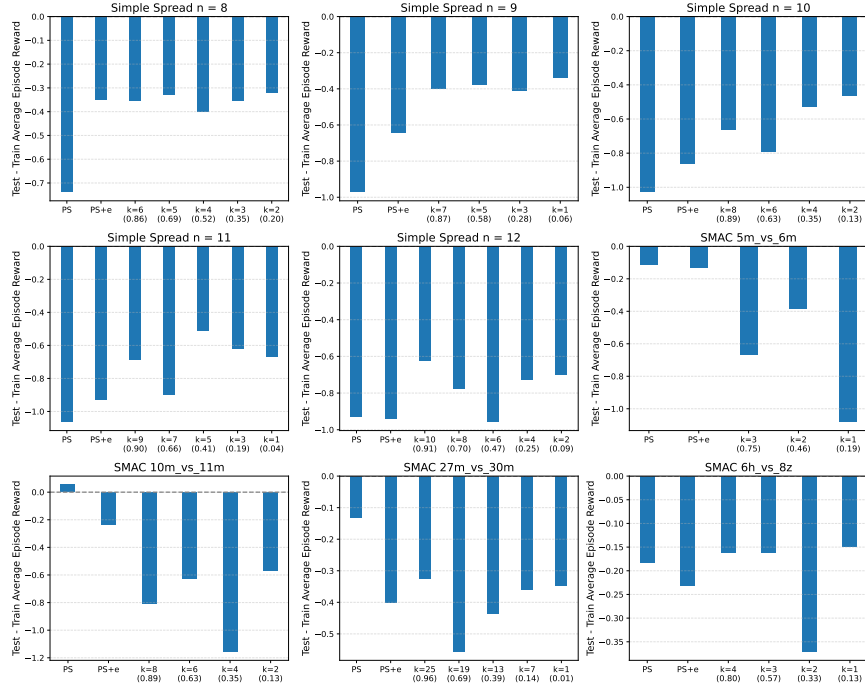 Simple Spread n = 8
Test - Train Average Episode Reward
0.0
−0.1
−0.2
−0.3
−0.4
−0.5
−0.6
−0.7
PS PS+e k=6 k=5 k=4 k=3 k=2
(0.86) (0.69) (0.52) (0.35) (0.20)
Simple Spread n = 9
Test - Train Average Episode Reward
0.0
−0.2
−0.4
−0.6
−0.8
−1.0
PS PS+e k=7 k=5 k=3 k=1
(0.87) (0.58) (0.28) (0.06)
Simple Spread n = 10
Test - Train Average Episode Reward
0.0
−0.2
−0.4
−0.6
−0.8
−1.0
PS PS+e k=8 k=6 k=4 k=2
(0.89) (0.63) (0.35) (0.13)
Simple Spread n = 11
Test - Train Average Episode Reward
0.0
−0.2
−0.4
−0.6
−0.8
−1.0
PS PS+e k=9 k=7 k=5 k=3 k=1
(0.90) (0.66) (0.41) (0.19) (0.04)
Simple Spread n = 12
Test - Train Average Episode Reward
0.0
−0.2
−0.4
−0.6
−0.8
−1.0
PS PS+e k=10 k=8 k=6 k=4 k=2
(0.91) (0.70) (0.47) (0.25) (0.09)
SMAC 5m_vs_6m
Test - Train Average Episode Reward
0.0
−0.2
−0.4
−0.6
−0.8
−1.0
PS PS+e k=3 k=2 k=1
(0.75) (0.46) (0.19)
SMAC 10m_vs_11m
Test - Train Average Episode Reward
0.0
−0.2
−0.4
−0.6
−0.8
−1.0
−1.2
PS PS+e k=8 k=6 k=4 k=2
(0.89) (0.63) (0.35) (0.13)
SMAC 27m_vs_30m
Test - Train Average Episode Reward
0.0
−0.1
−0.2
−0.3
−0.4
−0.5
PS PS+e k=25 k=19 k=13 k=7 k=1
(0.96) (0.69) (0.39) (0.14) (0.01)
SMAC 6h_vs_8z
Test - Train Average Episode Reward
0.00
−0.05
−0.10
−0.15
−0.20
−0.25
−0.30
−0.35
PS PS+e k=4 k=3 k=2 k=1
(0.80) (0.57) (0.33) (0.13)